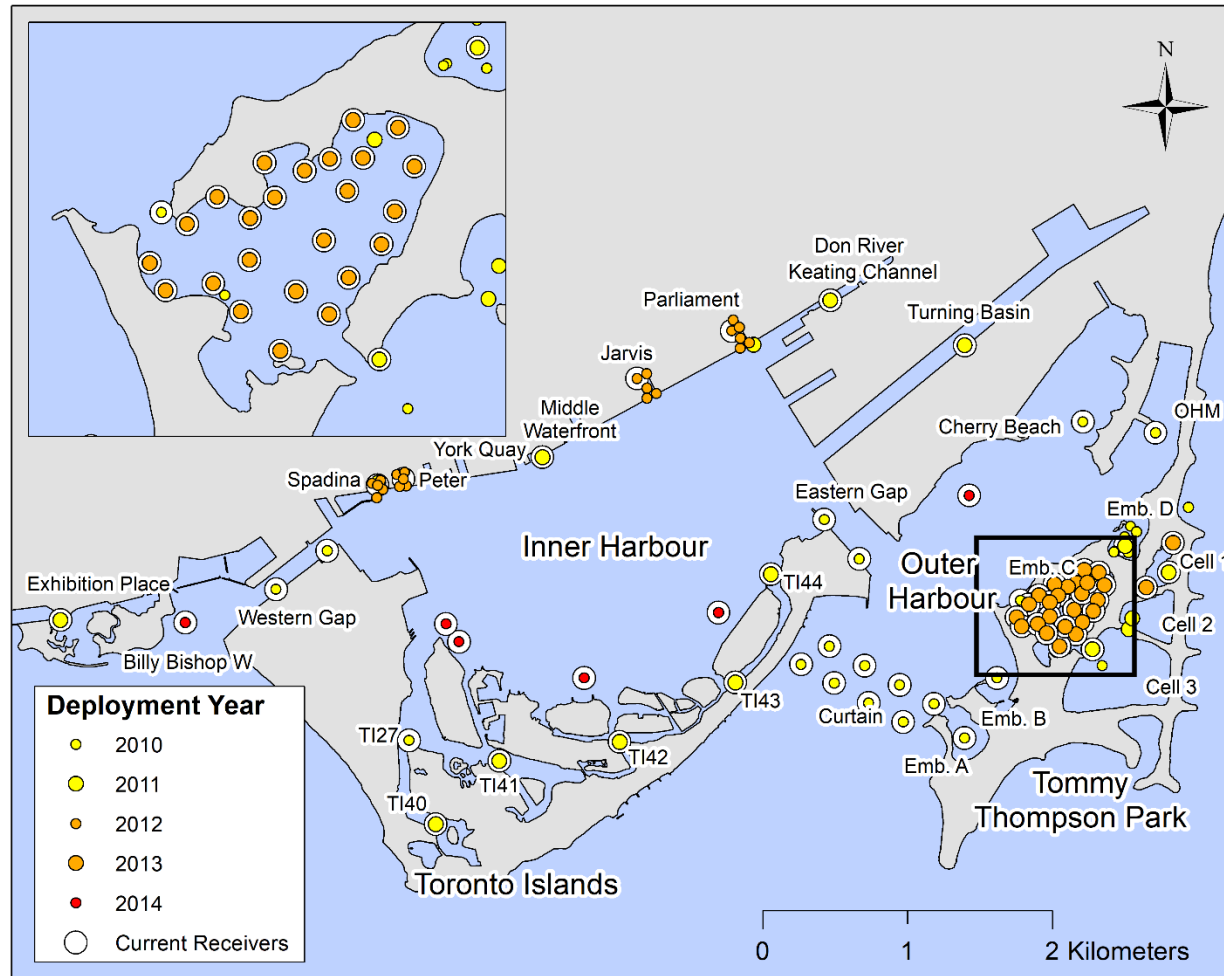 N
Don River
Keating Channel
Parliament
Turning Basin
Jarvis
Middle
Waterfront
York Quay
Cherry Beach
OHM
Spadina
Peter
Eastern Gap
Emb. D
Inner Harbour
Outer
Harbour
Emb. C
Cell 1
Exhibition Place
Western Gap
TI44
Cell 2
Billy Bishop W
Cell 3
TI43
Curtain
Emb. B
TI27
TI42
Emb. A
TI41
TI40
Tommy
Thompson Park
Toronto Islands
Deployment Year
2010
2011
2012
2013
2014
Current Receivers
0 1 2 Kilometers